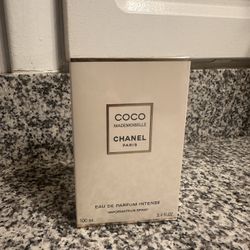 COCO
MADEMOISELLE
CHANEL
PARIS
EAU DE PARFUM INTENSE
VAPORISATEUR SPRAY
100 ml 3.4 FL.OZ